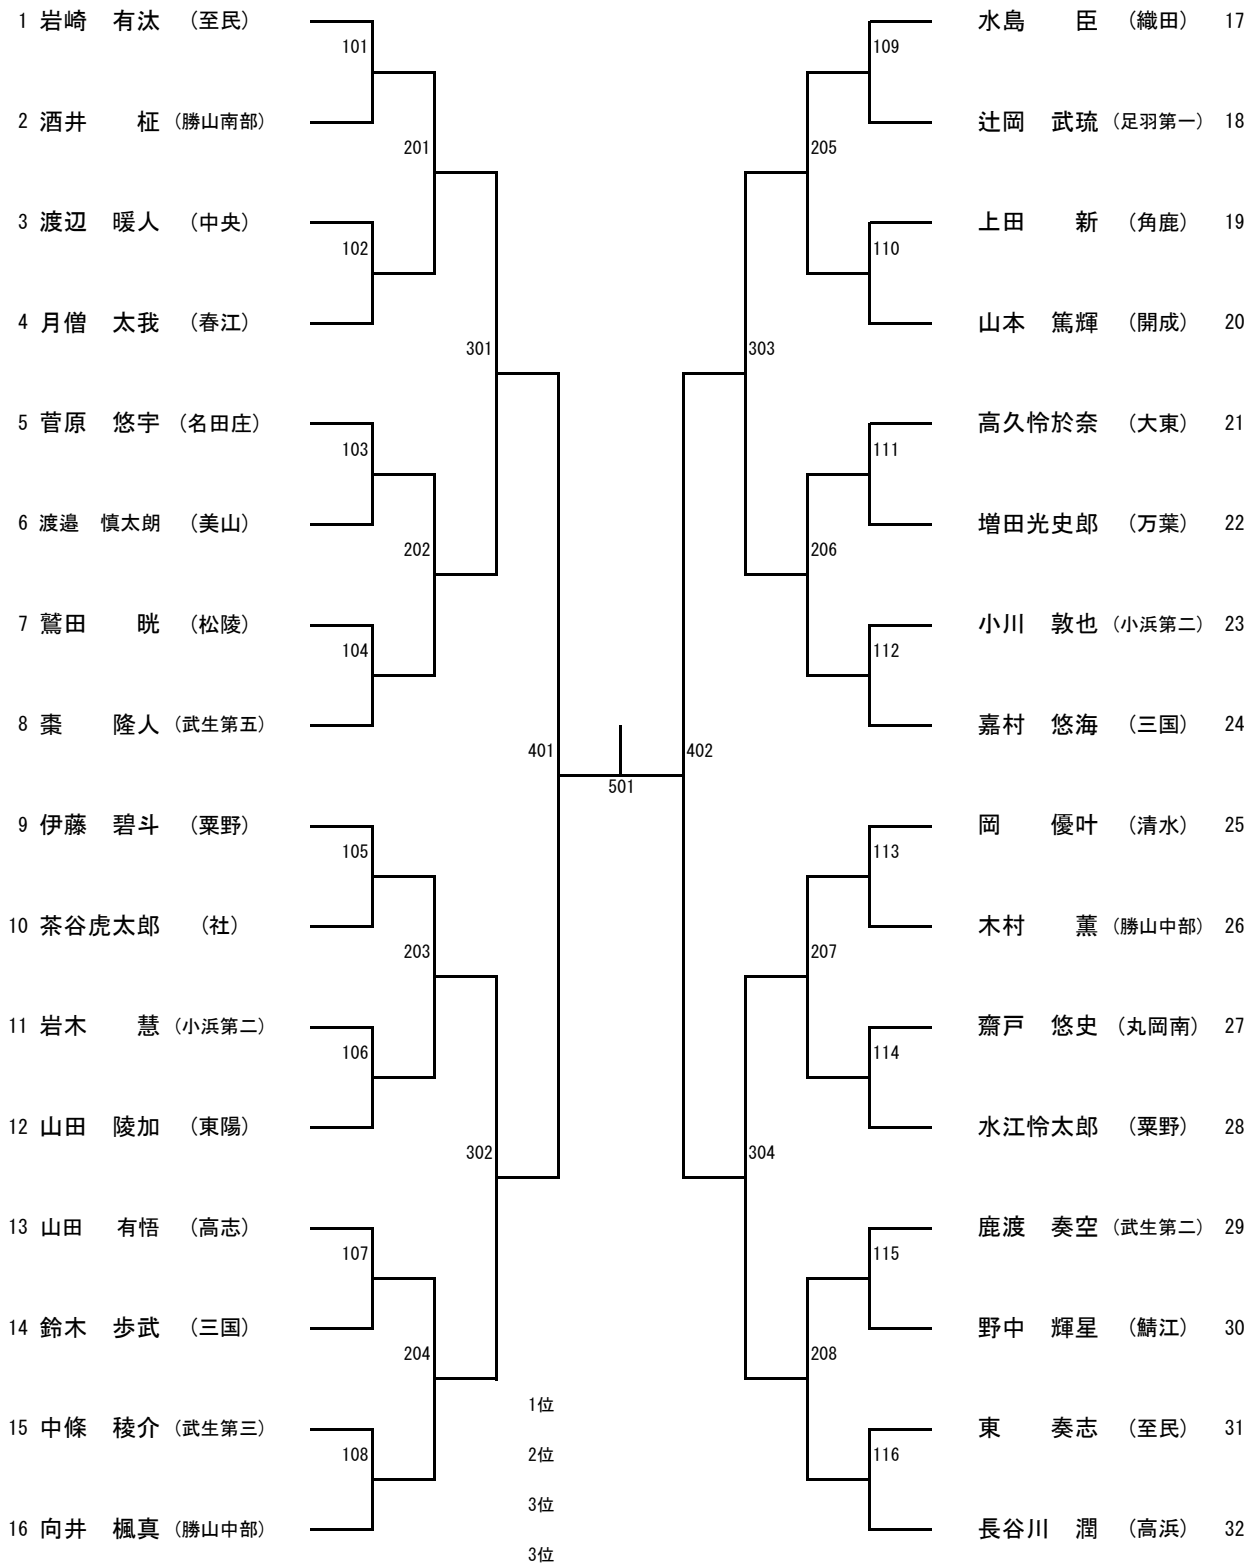 1 岩崎 有汰 （至民）
101
2 酒井 柾 （勝山南部）
201
3 渡辺 暖人 （中央）
102
4 月僧 太我 （春江）
301
5 菅原 悠宇 （名田庄）
103
6 渡邉 慎太朗 （美山）
202
7 鷲田 晄 （松陵）
104
8 棗 隆人 （武生第五）
401
9 伊藤 碧斗 （粟野）
105
10 茶谷虎太郎 （社）
203
11 岩木 慧 （小浜第二）
106
12 山田 陵加 （東陽）
302
13 山田 有悟 （高志）
107
14 鈴木 歩武 （三国）
204
15 中條 稜介 （武生第三）
108
16 向井 楓真 （勝山中部）
501
1位
2位
3位
3位
水島 臣 （織田） 17
109
辻岡 武琉 （足羽第一） 18
205
上田 新 （角鹿） 19
110
山本 篤輝 （開成） 20
303
高久怜於奈 （大東） 21
111
増田光史郎 （万葉） 22
206
小川 敦也 （小浜第二） 23
112
嘉村 悠海 （三国） 24
402
岡 優叶 （清水） 25
113
木村 薫 （勝山中部） 26
207
齋戸 悠史 （丸岡南） 27
114
水江怜太郎 （粟野） 28
304
鹿渡 奏空 （武生第二） 29
115
野中 輝星 （鯖江） 30
208
東 奏志 （至民） 31
116
長谷川 潤 （高浜） 32